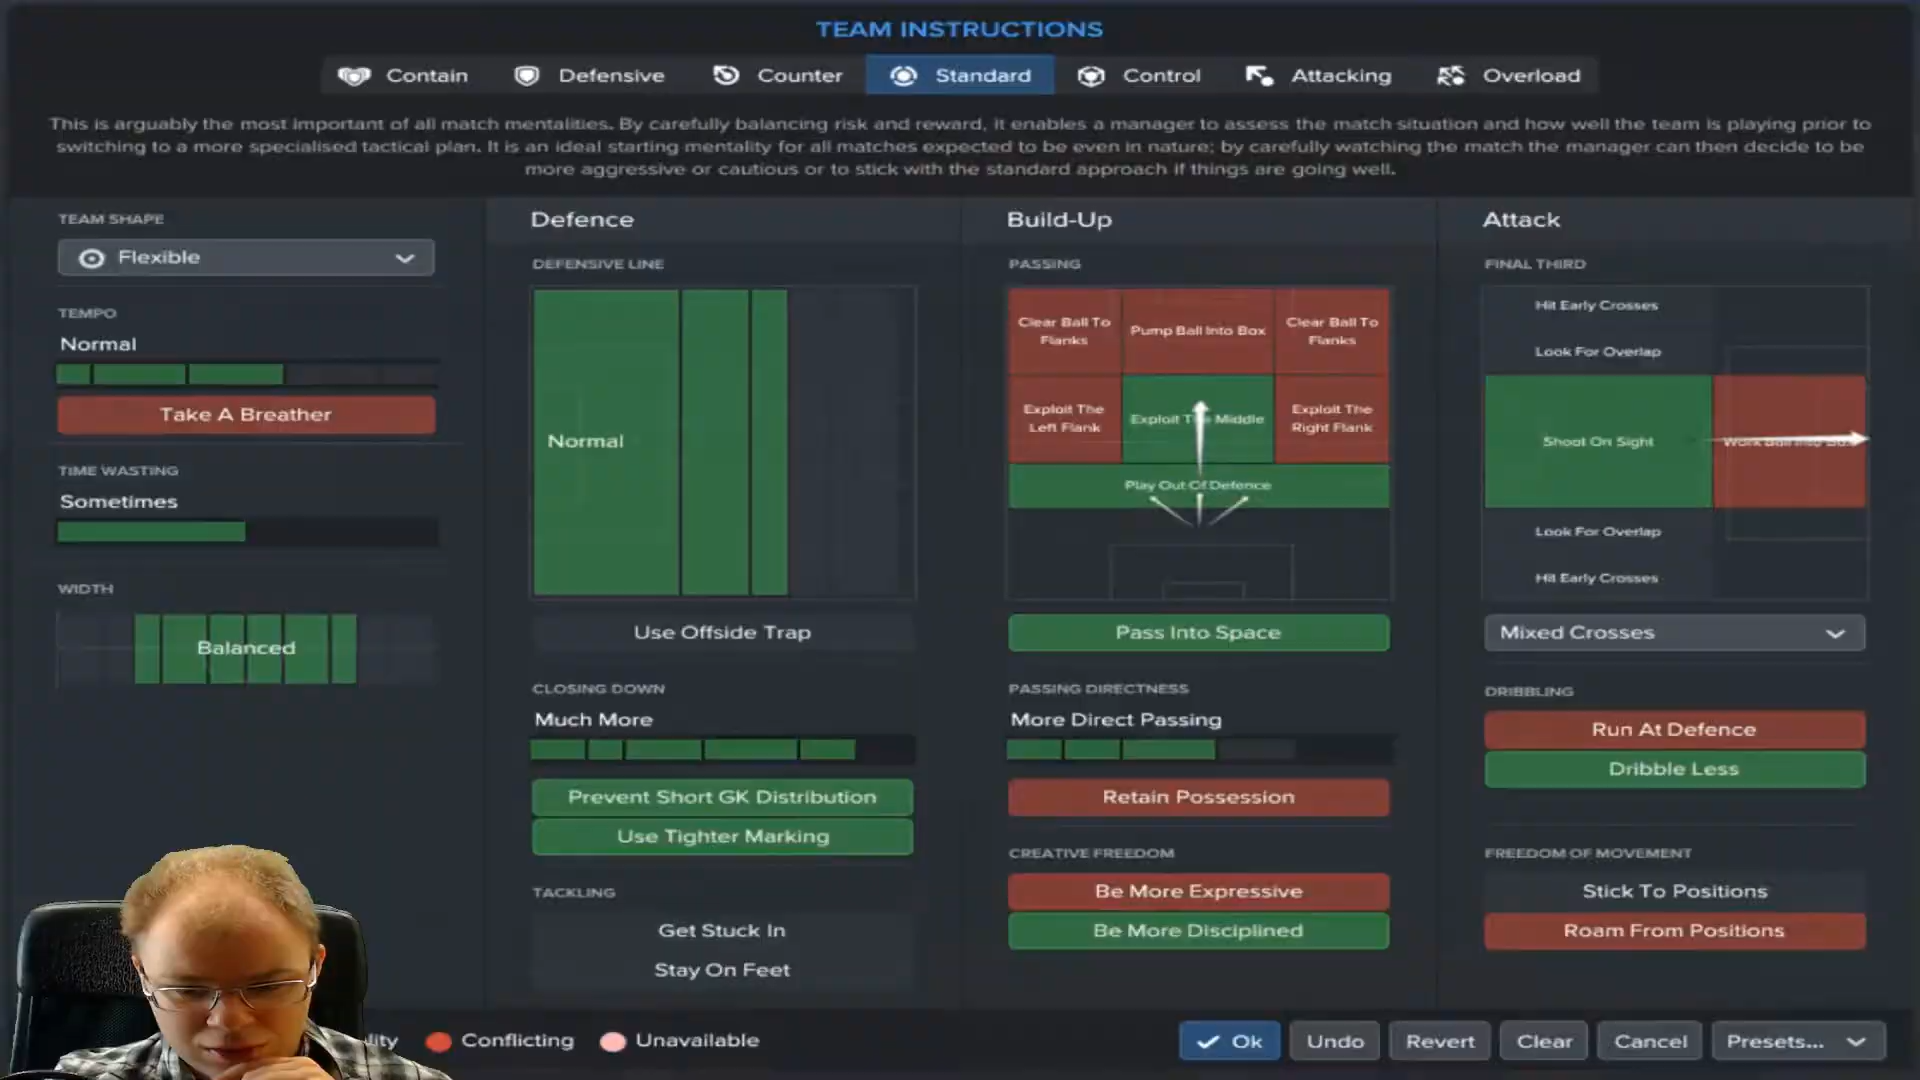 TEAM INSTRUCTIONS
Contain Defensive Counter Standard Control Attacking Overload
This is arguably the most important of all match mentalities. By carefully balancing risk and reward, it enables a manager to assess the match situation and how well the team is playing prior to
switching to a more specialised tactical plan. It is an ideal starting mentality for all matches expected to be even in nature; by carefully watching the match the manager can then decide to be
more aggressive or cautious or to stick with the standard approach if things are going well.
TEAM SHAPE
Flexible
TEMPO
Normal
Take A Breather
TIME WASTING
Sometimes
WIDTH
Balanced
Defence
DEFENSIVE LINE
Normal
Use Offside Trap
CLOSING DOWN
Much More
Prevent Short GK Distribution
Use Tighter Marking
TACKLING
Get Stuck In
Stay On Feet
Build-Up
PASSING
Clear Ball To
Flanks
Pump Ball Into Box
Clear Ball To
Flanks
Exploit The
Left Flank
Exploit The Middle
Exploit The
Right Flank
Play Out Of Defence
Pass Into Space
PASSING DIRECTNESS
More Direct Passing
Retain Possession
CREATIVE FREEDOM
Be More Expressive
Be More Disciplined
Attack
FINAL THIRD
Hit Early Crosses
Look For Overlap
Shoot On Sight
Work Ball Into Box
Look For Overlap
Hit Early Crosses
Mixed Crosses
DRIBBLING
Run At Defence
Dribble Less
FREEDOM OF MOVEMENT
Stick To Positions
Roam From Positions
Conflicting Unavailable
Ok Undo Revert Clear Cancel Presets...